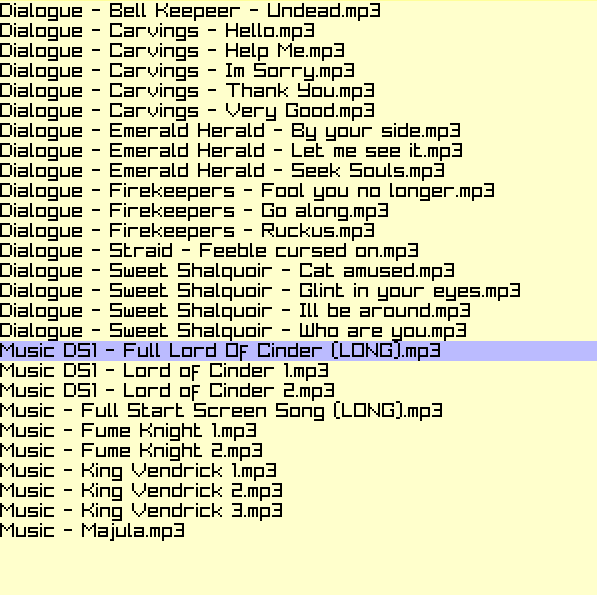 Dialogue - Bell Keepeer - Undead.mp3
Dialogue - Carvings - Hello.mp3
Dialogue - Carvings - Help Me.mp3
Dialogue - Carvings - Im Sorry.mp3
Dialogue - Carvings - Thank You.mp3
Dialogue - Carvings - Very Good.mp3
Dialogue - Emerald Herald - By your side.mp3
Dialogue - Emerald Herald - Let me see it.mp3
Dialogue - Emerald Herald - Seek Souls.mp3
Dialogue - Firekeepers - Fool you no longer.mp3
Dialogue - Firekeepers - Go along.mp3
Dialogue - Firekeepers - Ruckus.mp3
Dialogue - Straid - Feeble cursed on.mp3
Dialogue - Sweet Shalquoir - Cat amused.mp3
Dialogue - Sweet Shalquoir - Glint in your eyes.mp3
Dialogue - Sweet Shalquoir - Ill be around.mp3
Dialogue - Sweet Shalquoir - Who are you.mp3
Music DS1 - Full Lord Of Cinder (LONG).mp3
Music DS1 - Lord of Cinder 1.mp3
Music DS1 - Lord of Cinder 2.mp3
Music - Full Start Screen Song (LONG).mp3
Music - Fume Knight 1.mp3
Music - Fume Knight 2.mp3
Music - King Vendrick 1.mp3
Music - King Vendrick 2.mp3
Music - King Vendrick 3.mp3
Music - Majula.mp3